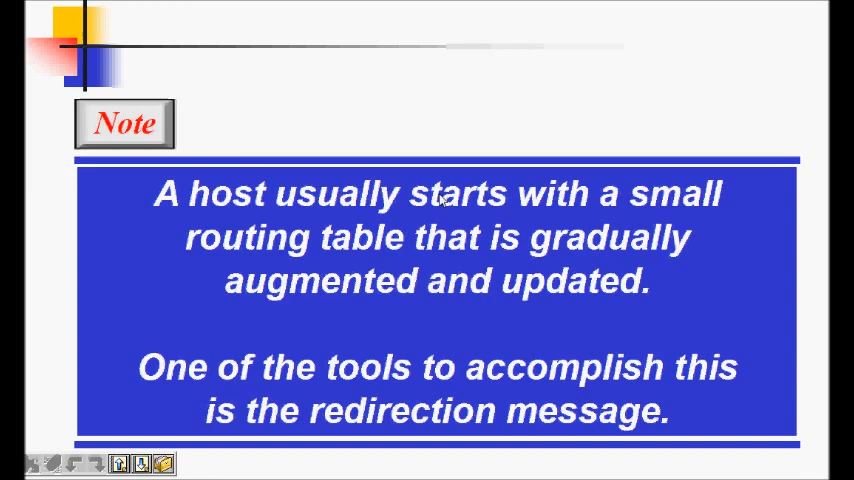 Note
A host usually starts with a small
routing table that is gradually
augmented and updated.
One of the tools to accomplish this
is the redirection message.